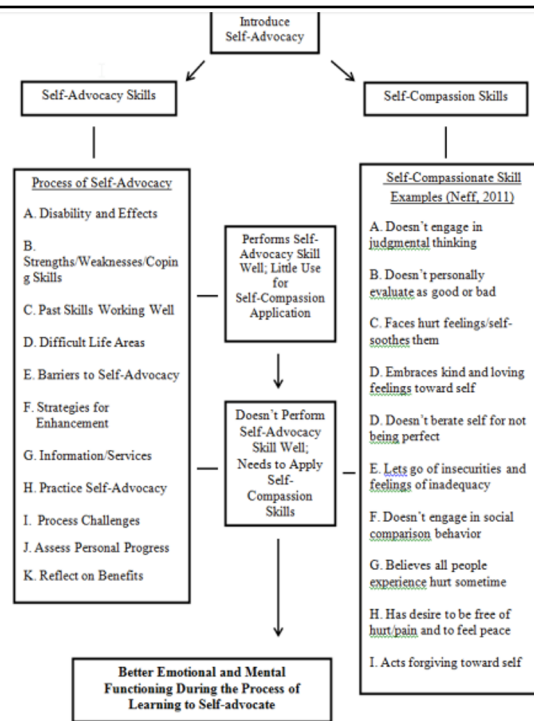 Introduce
Self-Advocacy
Self-Advocacy Skills
Self-Compassion Skills
Process of Self-Advocacy
A. Disability and Effects
B.
Strengths/Weaknesses/Copin
g Skills
C. Past Skills Working Well
D. Difficult Life Areas
E. Barriers to Self-Advocacy
F. Strategies for
Enhancement
G. Information/Services
H. Practice Self-Advocacy
I. Process Challenges
J. Assess Personal Progress
K. Reflect on Benefits
Performs Self-
Advocacy Skill
Well; Little Use
for
Self-Compassion
Application
Doesn't Perform
Self-Advocacy
Skill Well;
Needs to Apply
Self-
Compassion
Skills
Self-Compassionate Skill
Examples (Neff, 2011)
A. Doesn't engage in
judgmental thinking
B. Doesn't personally
evaluate as good or bad
C. Faces hurt feelings/self-
soothes them
D. Embraces kind and loving
feelings toward self
D. Doesn't berate self for not
being perfect
E. Lets go of insecurities and
feelings of inadequacy
F. Doesn't engage in social
comparison behavior
G. Believes all people
experience hurt sometime
H. Has desire to be free of
hurt/pain and to feel peace
I. Acts forgiving toward self
Better Emotional and Mental
Functioning During the Process of
Learning to Self-advocate